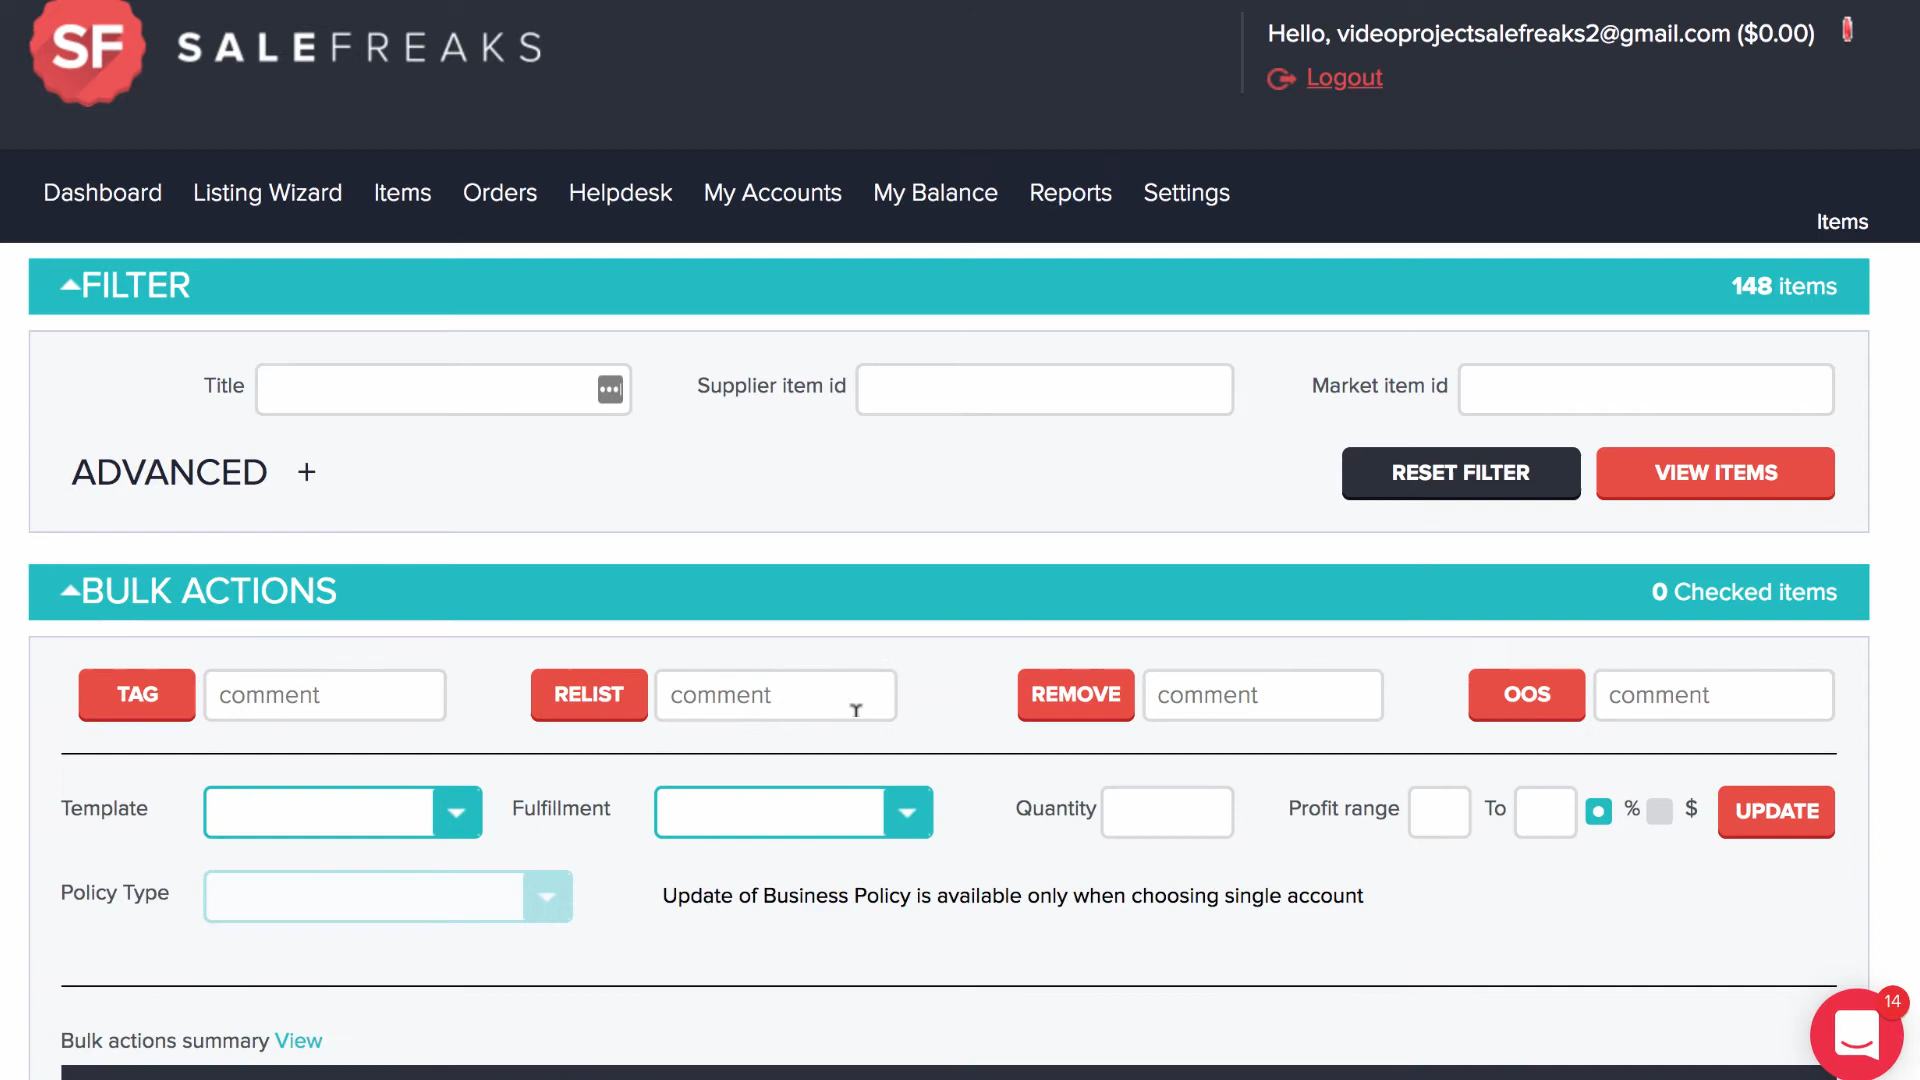 SF SALEFREAKS
Hello, videoprojectsalefreaks2@gmail.com ($0.00)
Logout
Dashboard Listing Wizard Items Orders Helpdesk My Accounts My Balance Reports Settings
Items
FILTER 148 items
Title Supplier item id Market item id
ADVANCED + RESET FILTER VIEW ITEMS
BULK ACTIONS 0 Checked items
TAG comment RELIST comment REMOVE comment OOS comment
Template Fulfillment Quantity Profit range To % $ UPDATE
Policy Type Update of Business Policy is available only when choosing single account
14
Bulk actions summary View